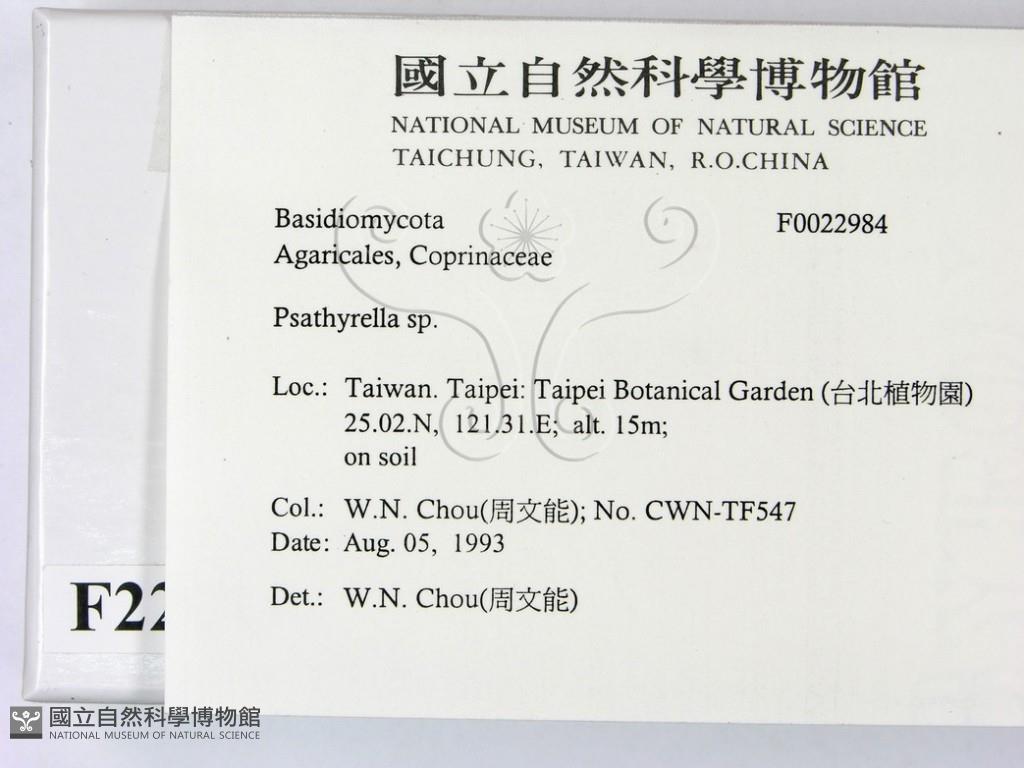 國立自然科學博物館
NATIONAL MUSEUM OF NATURAL SCIENCE
TAICHUNG, TAIWAN, R.O.CHINA
Basidiomycota F0022984
Agaricales, Coprinaceae
Psathyrella sp.
Loc.: Taiwan. Taipei: Taipei Botanical Garden (台北植物園)
25.02.N, 121.31.E; alt. 15m;
on soil
Col.: W.N. Chou(周文能); No. CWN-TF547
Date: Aug. 05, 1993
Det.: W.N. Chou(周文能)
F22
國立自然科學博物館
NATIONAL MUSEUM OF NATURAL SCIENCE